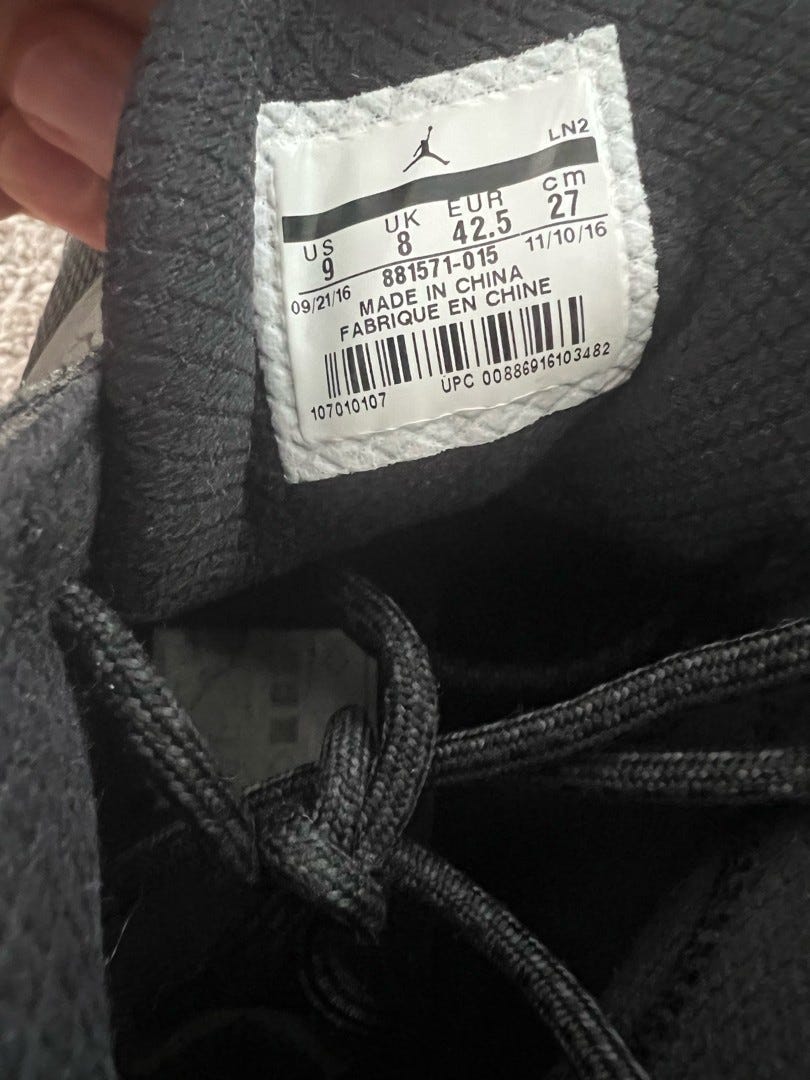 LN2
US UK EUR cm
9 8 42.5 27
09/21/16 881571-015 11/10/16
MADE IN CHINA
FABRIQUE EN CHINE
107010107 UPC 00886916103482